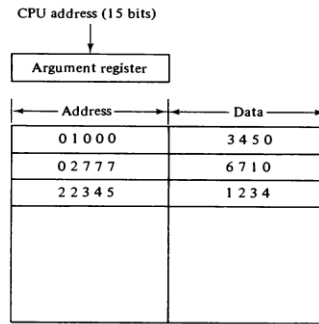 CPU address (15 bits)
Argument register
Address Data
01000 3450
02777 6710
22345 1234